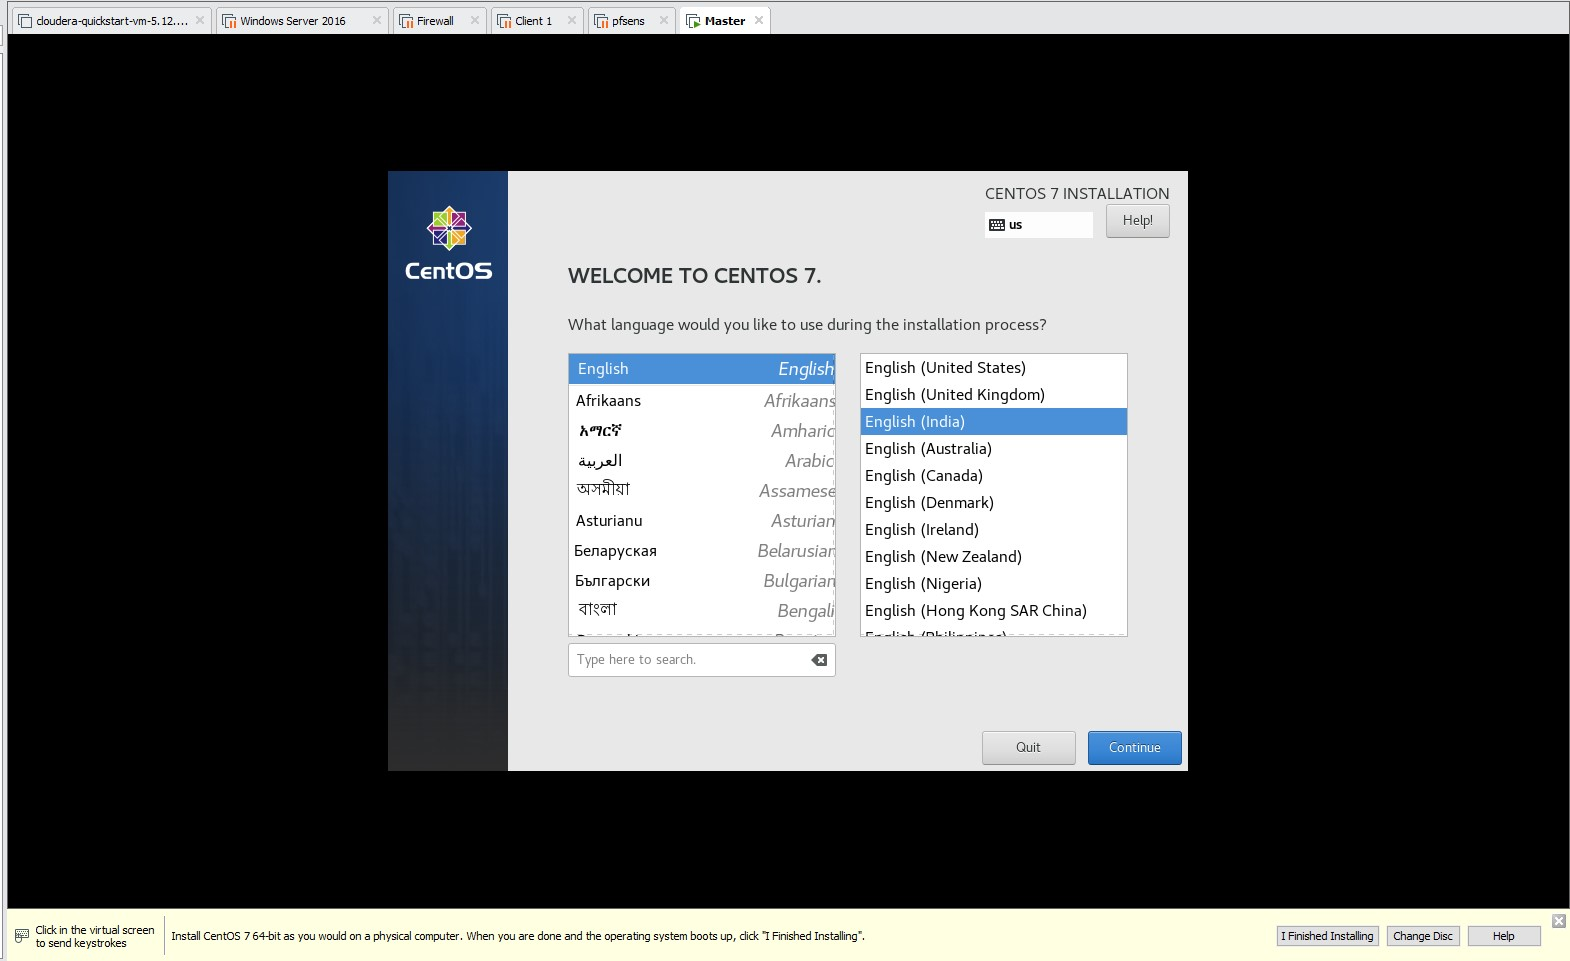 cloudera-quickstart-vm-5.12.... Windows Server 2016 Firewall Client 1 pfsens Master
CENTOS 7 INSTALLATION
us Help!
CentOS
WELCOME TO CENTOS 7.
What language would you like to use during the installation process?
English English
Afrikaans Afrikaans
አማርኛ Amharic
العربية Arabic
অসমীয়া Assamese
Asturianu Asturian
Беларуская Belarusian
Български Bulgarian
বাংলা Bengali
Type here to search.
English (United States)
English (United Kingdom)
English (India)
English (Australia)
English (Canada)
English (Denmark)
English (Ireland)
English (New Zealand)
English (Nigeria)
English (Hong Kong SAR China)
English (Philippines)
Quit Continue
Click in the virtual screen
to send keystrokes
Install CentOS 7 64-bit as you would on a physical computer. When you are done and the operating system boots up, click "I Finished Installing".
I Finished Installing Change Disc Help